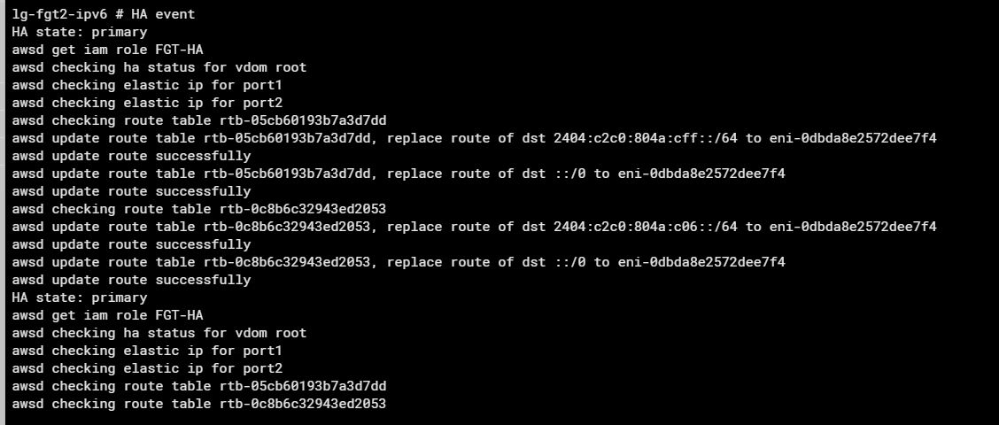 lg-fgt2-ipv6 # HA event
HA state: primary
awsd get iam role FGT-HA
awsd checking ha status for vdom root
awsd checking elastic ip for port1
awsd checking elastic ip for port2
awsd checking route table rtb-05cb60193b7a3d7dd
awsd update route table rtb-05cb60193b7a3d7dd, replace route of dst 2404:c2c0:804a:cff::/64 to eni-0dbda8e2572dee7f4
awsd update route successfully
awsd update route table rtb-05cb60193b7a3d7dd, replace route of dst ::/0 to eni-0dbda8e2572dee7f4
awsd update route successfully
awsd checking route table rtb-0c8b6c32943ed2053
awsd update route table rtb-0c8b6c32943ed2053, replace route of dst 2404:c2c0:804a:c06::/64 to eni-0dbda8e2572dee7f4
awsd update route successfully
awsd update route table rtb-0c8b6c32943ed2053, replace route of dst ::/0 to eni-0dbda8e2572dee7f4
awsd update route successfully
HA state: primary
awsd get iam role FGT-HA
awsd checking ha status for vdom root
awsd checking elastic ip for port1
awsd checking elastic ip for port2
awsd checking route table rtb-05cb60193b7a3d7dd
awsd checking route table rtb-0c8b6c32943ed2053